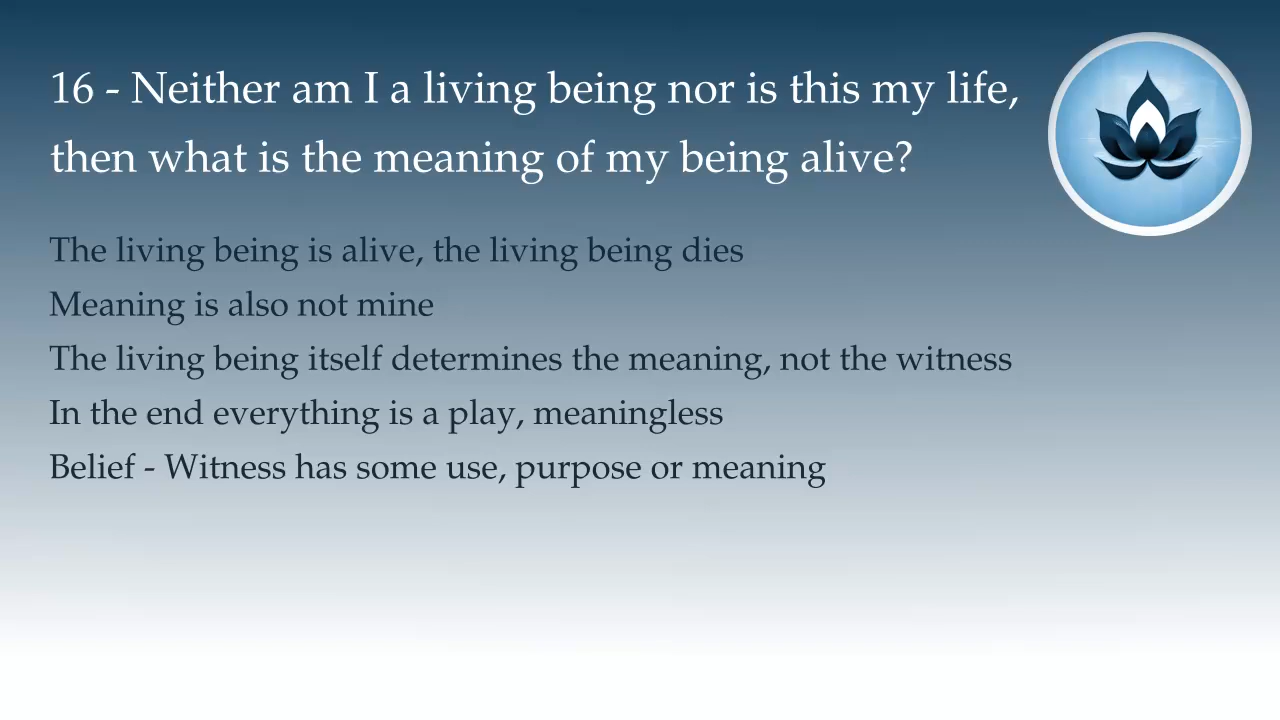 16 - Neither am I a living being nor is this my life,
then what is the meaning of my being alive?
The living being is alive, the living being dies
Meaning is also not mine
The living being itself determines the meaning, not the witness
In the end everything is a play, meaningless
Belief - Witness has some use, purpose or meaning